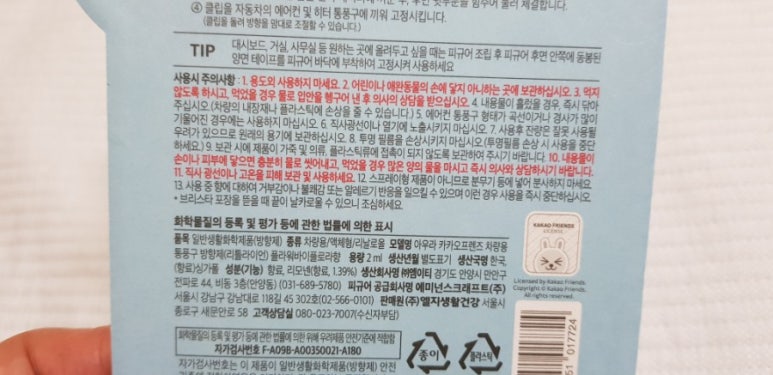 ④ 클립을 자동차의 에어컨 및 히터 통풍구에 끼워 고정시킵니다.
(클립을 돌려 방향을 맘대로 조절할 수 있습니다.)
TIP 대시보드, 거실, 사무실 등 원하는 곳에 올려두고 싶을 때는 피규어 조립 후 피규어 후면 안쪽에 동봉된
양면 테이프를 피규어 바닥에 부착하여 고정시켜 사용하세요
사용시 주의사항 : 1. 용도외 사용하지 마세요. 2. 어린이나 애완동물의 손에 닿지 아니하는 곳에 보관하십시오. 3. 먹지
않도록 하시고, 먹었을 경우 물로 입안을 헹구어 낸 후 의사의 상담을 받으십시오. 4. 내용물이 흘렀을 경우, 즉시 닦아
주십시오 (차량의 내장재나 플라스틱에 손상을 줄 수 있습니다.) 5. 에어컨 통풍구 형태가 곡선이거나 경사가 많이
기울어진 경우에는 사용하지 마십시오. 6. 직사광선이나 열기에 노출시키지 마십시오. 7. 사용후 잔량은 잘못 사용될
우려가 있으므로 원래의 용기에 보관하십시오. 8. 투명 필름을 손상시키지 마십시오 (투명필름 손상 시 사용을 중단
하세요.) 9. 보관 시에 제품이 가죽 및 의류, 플라스틱류에 접촉이 되지 않도록 보관하여 주시기 바랍니다. 10. 내용물이
손이나 피부에 닿으면 충분히 물로 씻어내고, 먹었을 경우 많은 양의 물을 마시고 즉시 의사와 상담하시기 바랍니다.
11. 직사 광선이나 고온을 피해 보관 및 사용하세요. 12. 스프레이형 제품이 아니므로 분무기 등에 넣어 분사하지 마세요.
13. 사용 중 향에 대하여 거부감이나 불쾌감 또는 알레르기 반응을 일으킬 수 있으며 이런 경우 사용을 즉시 중단하십시오.
* 브리스타 포장을 뜯을 때 끝이 날카로울 수 있으니 조심하세요.
화학물질의 등록 및 평가 등에 관한 법률에 의한 표시
품목 일반생활화학제품(방향제) 종류 차량용/액체형/리날로울 모델명 아우라 카카오프렌즈 차량용
통풍구 방향제(리틀라이언) 플라워바이플로라향 용량 2 ml 생산년월 별도표기 생산국명 한국,
(향료)싱가폴 성분(기능) 향료, 리모넨(향료, 1.39%) 생산회사명 ㈜엠이티 경기도 안양시 만안구
전파로 44, 비동 3층(안양동) (031-689-5780) 피규어 공급회사명 에미넌스크래프트(주)
서울시 강남구 강남대로 118길 45 302호(02-566-0101) 판매원 (주)엘지생활건강 서울시
종로구 새문안로 58 고객상담실 080-023-7007(수신자부담)
화학물질의 등록 및 평가 등에 관한 법률에 의한 위해 우려제품 안전기준에 적합함
자가검사번호 F-A09B-A00350021-A180
자가검사번호는 이 제품이 일반생활화학제품(방향제) 안전
종이
플라스틱
KAKAO FRIENDS
LICENSE
Licensed by Kakao Friends.
Copyright © Kakao Friends.
All rights reserved.
51 017724